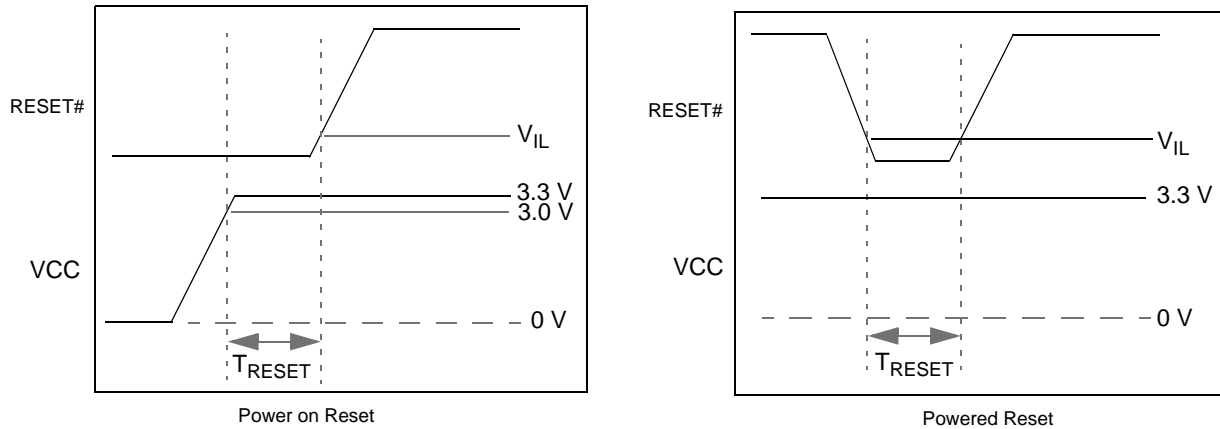 RESET#
VIL
3.3 V
3.0 V
VCC
0 V
TRESET
Power on Reset
RESET#
VIL
3.3 V
VCC
0 V
TRESET
Powered Reset